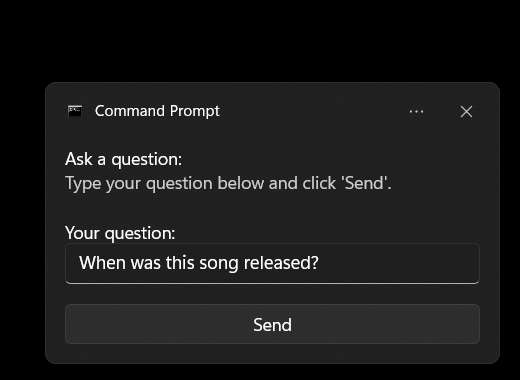 Command Prompt
Ask a question:
Type your question below and click 'Send'.
Your question:
When was this song released?
Send